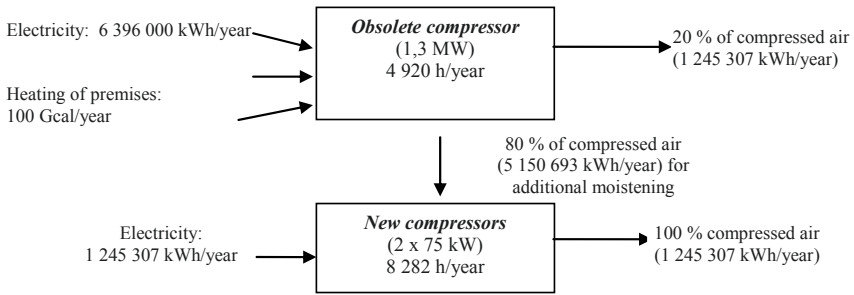 Electricity: 6 396 000 kWh/year
Heating of premises:
100 Gcal/year
Obsolete compressor
(1,3 MW)
4 920 h/year
20 % of compressed air
(1 245 307 kWh/year)
80 % of compressed air
(5 150 693 kWh/year) for
additional moistening
Electricity:
1 245 307 kWh/year
New compressors
(2 x 75 kW)
8 282 h/year
100 % compressed air
(1 245 307 kWh/year)